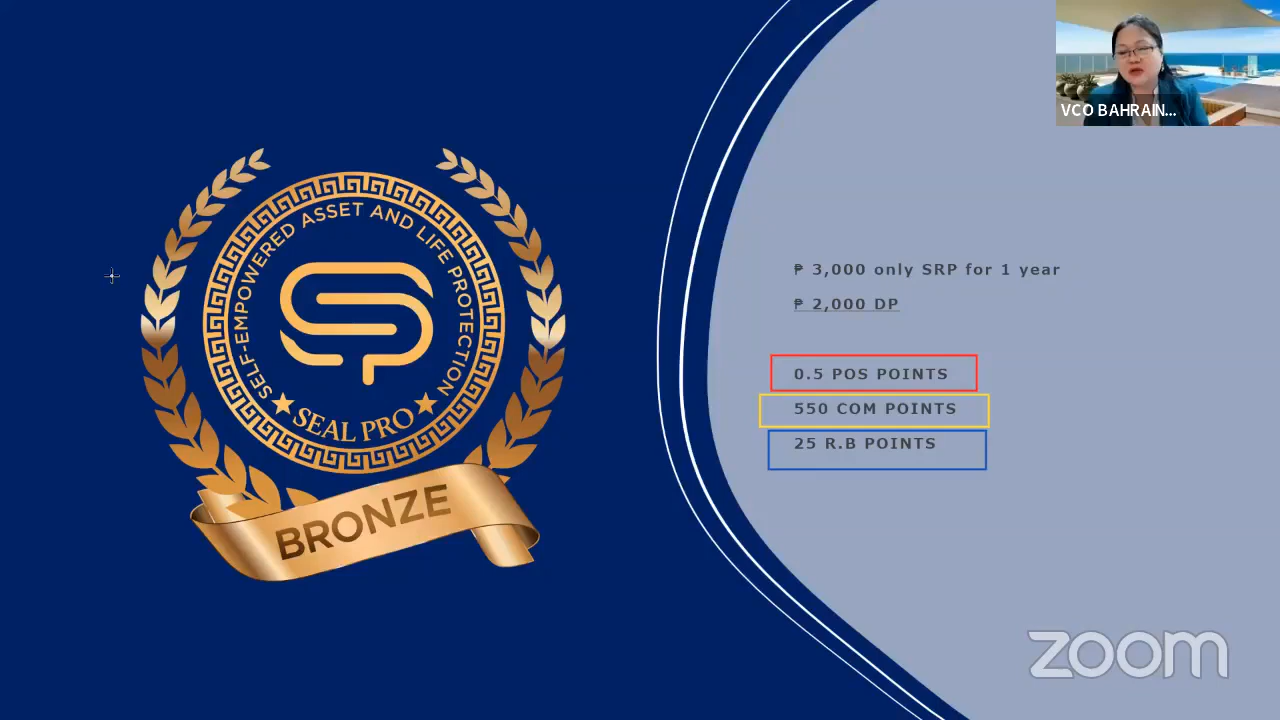 VCO BAHRAIN...
SELF-EMPOWERED ASSET AND LIFE PROTECTION
SEAL PRO
BRONZE
₱ 3,000 only SRP for 1 year
₱ 2,000 DP
0.5 POS POINTS
550 COM POINTS
25 R.B POINTS
zoom